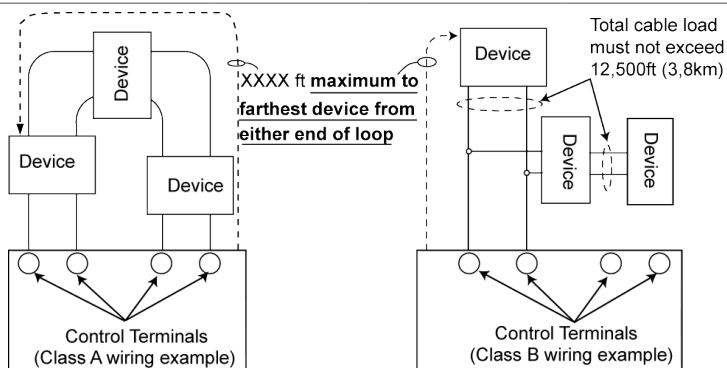 Device
Device
Device
XXXX ft maximum to
farthest device from
either end of loop
Control Terminals
(Class A wiring example)
Device
Total cable load
must not exceed
12,500ft (3,8km)
Device
Device
Control Terminals
(Class B wiring example)